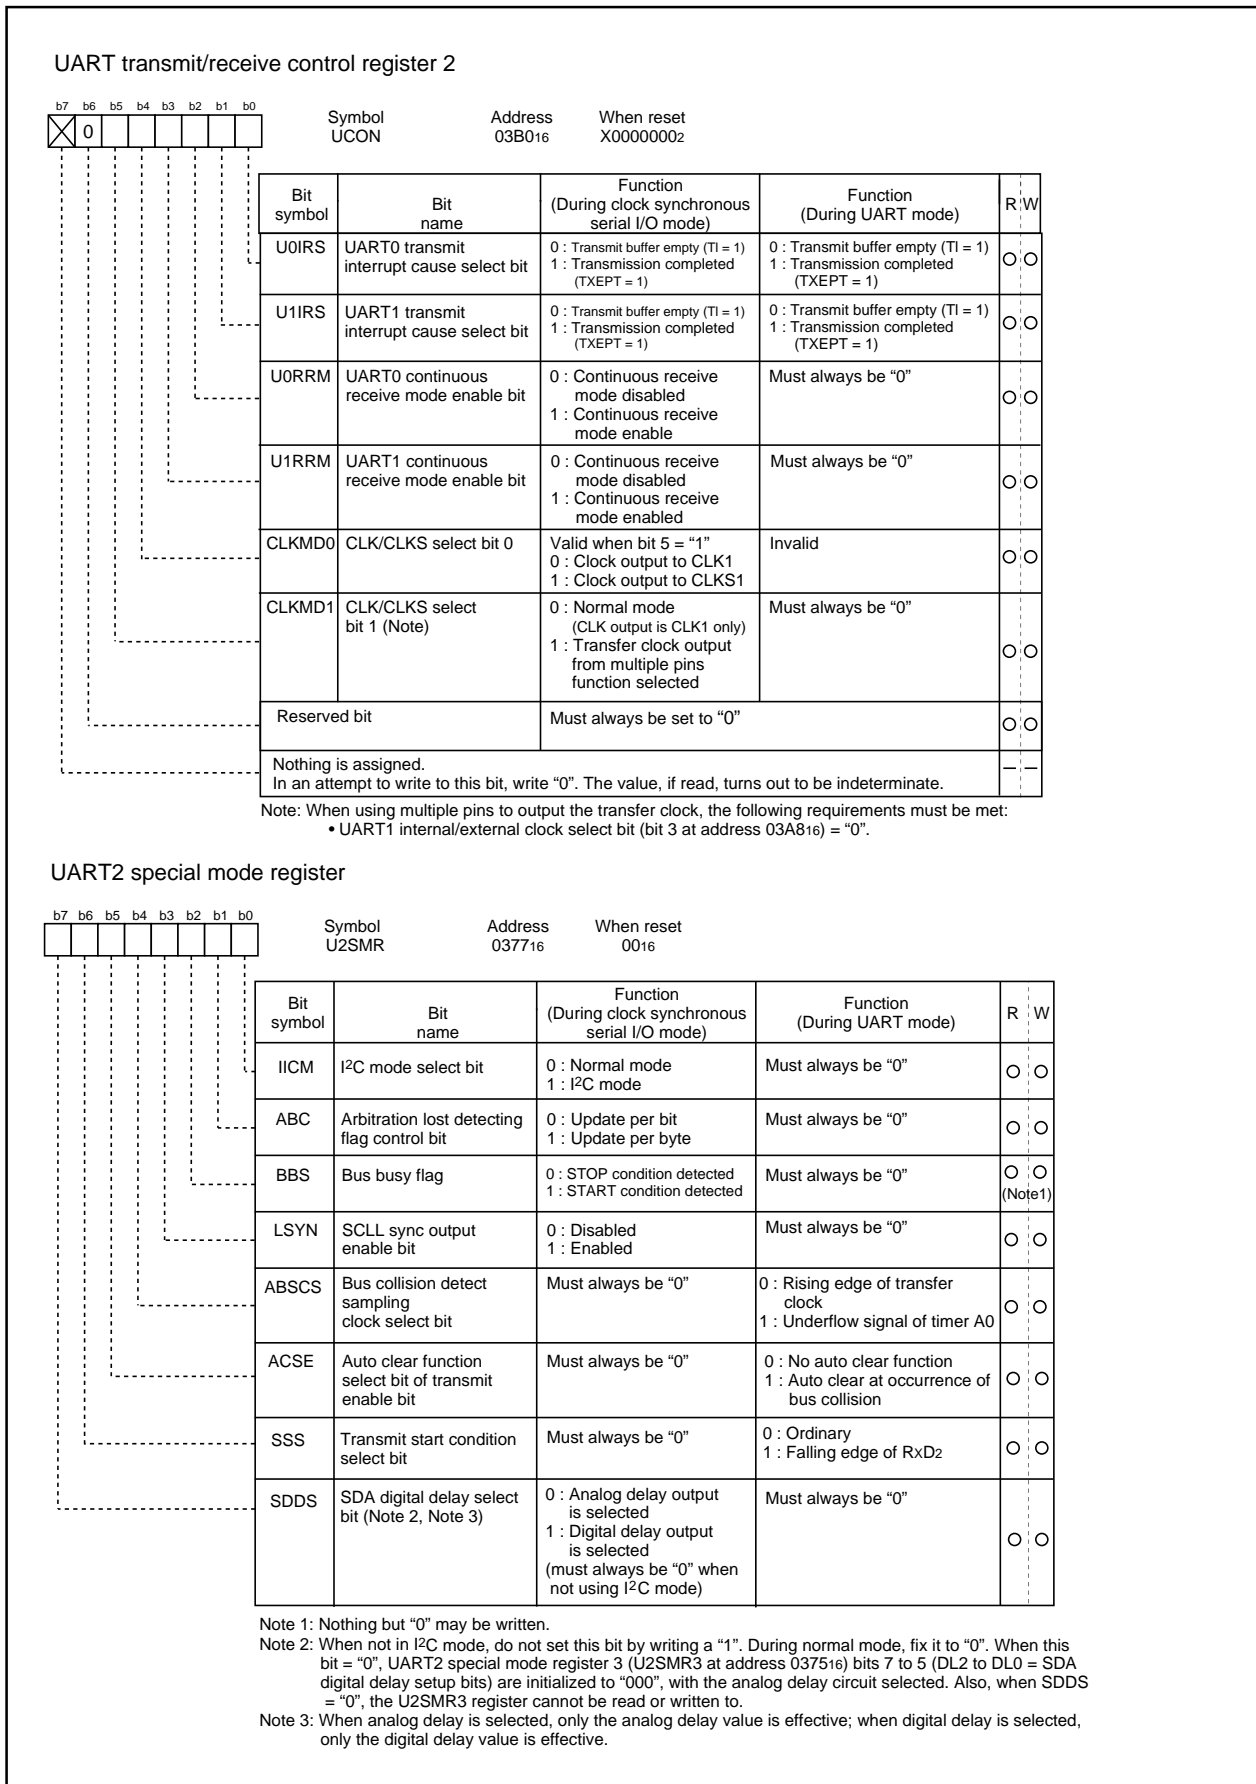 UART transmit/receive control register 2
b7 b6 b5 b4 b3 b2 b1 b0
Symbol Address When reset
UCON 03B016 X00000002
0
Bit symbol Bit name Function (During clock synchronous serial I/O mode) Function (During UART mode) R W
U0IRS UART0 transmit interrupt cause select bit 0 : Transmit buffer empty (TI = 1) 1 : Transmission completed (TXEPT = 1) 0 : Transmit buffer empty (TI = 1) 1 : Transmission completed (TXEPT = 1)
U1IRS UART1 transmit interrupt cause select bit 0 : Transmit buffer empty (TI = 1) 1 : Transmission completed (TXEPT = 1) 0 : Transmit buffer empty (TI = 1) 1 : Transmission completed (TXEPT = 1)
U0RRM UART0 continuous receive mode enable bit 0 : Continuous receive mode disabled 1 : Continuous receive mode enable Must always be “0”
U1RRM UART1 continuous receive mode enable bit 0 : Continuous receive mode disabled 1 : Continuous receive mode enabled Must always be “0”
CLKMD0 CLK/CLKS select bit 0 Valid when bit 5 = “1” 0 : Clock output to CLK1 1 : Clock output to CLKS1 Invalid
CLKMD1 CLK/CLKS select bit 1 (Note) 0 : Normal mode (CLK output is CLK1 only) 1 : Transfer clock output from multiple pins function selected Must always be “0”
Reserved bit Must always be set to “0”
Nothing is assigned.
In an attempt to write to this bit, write “0”. The value, if read, turns out to be indeterminate. – –
Note: When using multiple pins to output the transfer clock, the following requirements must be met:
• UART1 internal/external clock select bit (bit 3 at address 03A816) = “0”.
UART2 special mode register
b7 b6 b5 b4 b3 b2 b1 b0
Symbol Address When reset
U2SMR 037716 0016
Bit symbol Bit name Function (During clock synchronous serial I/O mode) Function (During UART mode) R W
IICM I2C mode select bit 0 : Normal mode 1 : I2C mode Must always be “0”
ABC Arbitration lost detecting flag control bit 0 : Update per bit 1 : Update per byte Must always be “0”
BBS Bus busy flag 0 : STOP condition detected 1 : START condition detected Must always be “0” (Note1)
LSYN SCLL sync output enable bit 0 : Disabled 1 : Enabled Must always be “0”
ABSCS Bus collision detect sampling clock select bit Must always be “0” 0 : Rising edge of transfer clock 1 : Underflow signal of timer A0
ACSE Auto clear function select bit of transmit enable bit Must always be “0” 0 : No auto clear function 1 : Auto clear at occurrence of bus collision
SSS Transmit start condition select bit Must always be “0” 0 : Ordinary 1 : Falling edge of RxD2
SDDS SDA digital delay select bit (Note 2, Note 3) 0 : Analog delay output is selected 1 : Digital delay output is selected (must always be “0” when not using I2C mode) Must always be “0”
Note 1: Nothing but “0” may be written.
Note 2: When not in I2C mode, do not set this bit by writing a “1”. During normal mode, fix it to “0”. When this
bit = “0”, UART2 special mode register 3 (U2SMR3 at address 037516) bits 7 to 5 (DL2 to DL0 = SDA
digital delay setup bits) are initialized to “000”, with the analog delay circuit selected. Also, when SDDS
= “0”, the U2SMR3 register cannot be read or written to.
Note 3: When analog delay is selected, only the analog delay value is effective; when digital delay is selected,
only the digital delay value is effective.